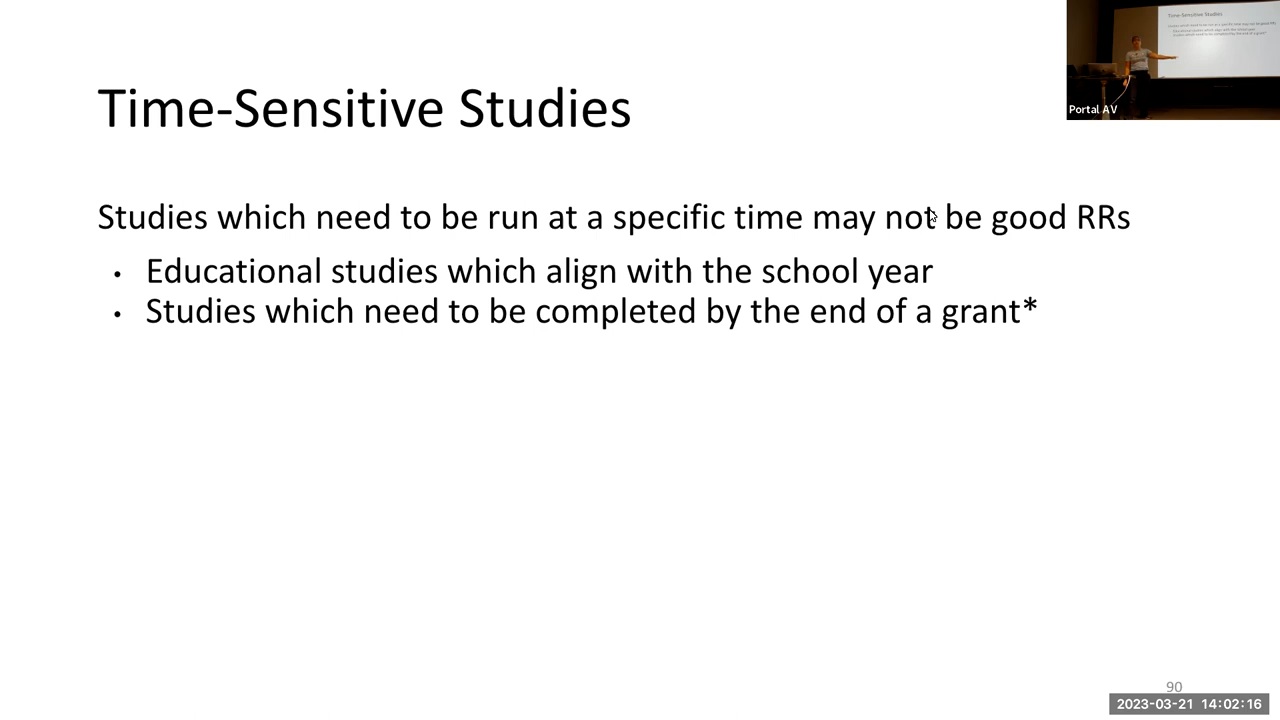 Time-Sensitive Studies
Portal AV
Studies which need to be run at a specific time may not be good RRs
• Educational studies which align with the school year
• Studies which need to be completed by the end of a grant*
90
2023-03-21 14:02:16